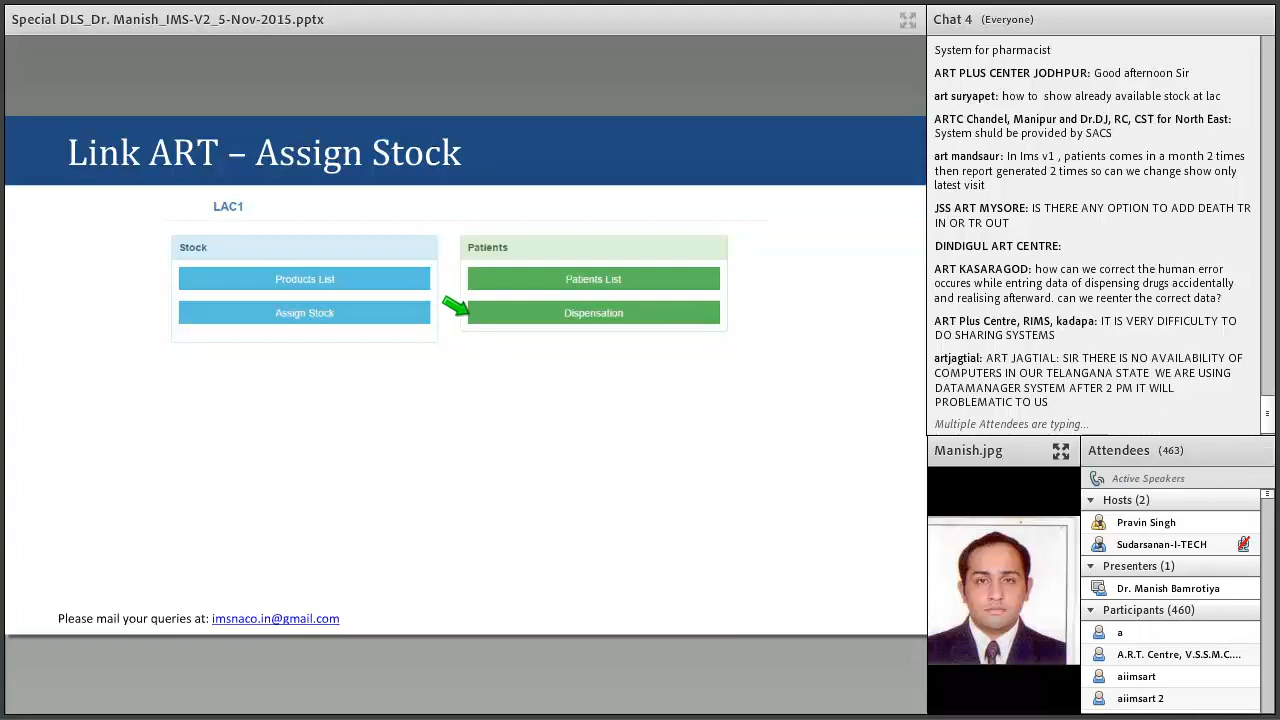 Special DLS_Dr. Manish_IMS-V2_5-Nov-2015.pptx
Link ART – Assign Stock
LAC1
Stock
Products List
Assign Stock
Patients
Patients List
Dispensation
Please mail your queries at: imsnaco.in@gmail.com
Chat 4 (Everyone)
System for pharmacist
ART PLUS CENTER JODHPUR: Good afternoon Sir
art suryapet: how to show already available stock at lac
ARTC Chandel, Manipur and Dr.DJ, RC, CST for North East:
System shuld be provided by SACS
art mandsaur: In Ims v1 , patients comes in a month 2 times
then report generated 2 times so can we change show only
latest visit
JSS ART MYSORE: IS THERE ANY OPTION TO ADD DEATH TR
IN OR TR OUT
DINDIGUL ART CENTRE:
ART KASARAGOD: how can we correct the human error
occures while entring data of dispensing drugs accidentally
and realising afterward. can we reenter the correct data?
ART Plus Centre, RIMS, kadapa: IT IS VERY DIFFICULTY TO
DO SHARING SYSTEMS
artjagtial: ART JAGTIAL: SIR THERE IS NO AVAILABILITY OF
COMPUTERS IN OUR TELANGANA STATE WE ARE USING
DATAMANAGER SYSTEM AFTER 2 PM IT WILL
PROBLEMATIC TO US
Multiple Attendees are typing...
Manish.jpg
Attendees (463)
Active Speakers
Hosts (2)
Pravin Singh
Sudarsanan-I-TECH
Presenters (1)
Dr. Manish Bamrotiya
Participants (460)
a
A.R.T. Centre, V.S.S.M.C....
aiimsart
aiimsart 2